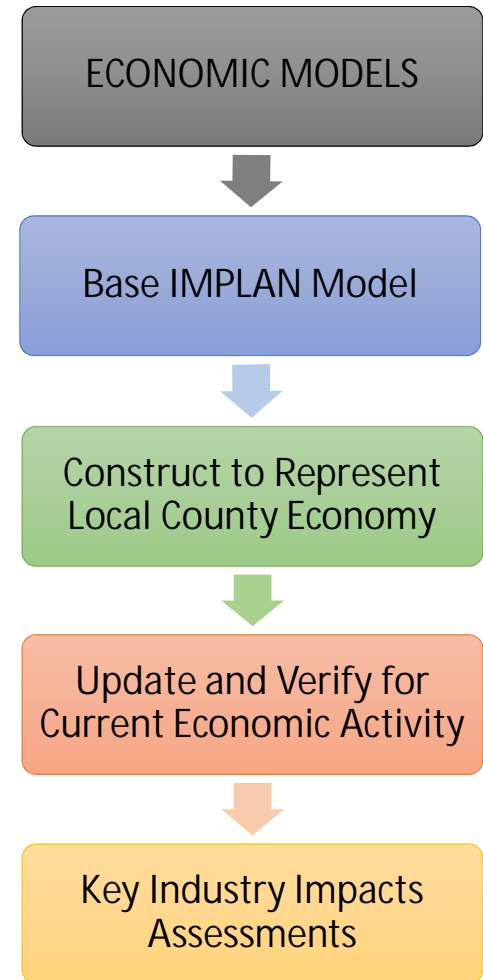 ECONOMIC MODELS
Base IMPLAN Model
Construct to Represent
Local County Economy
Update and Verify for
Current Economic Activity
Key Industry Impacts
Assessments